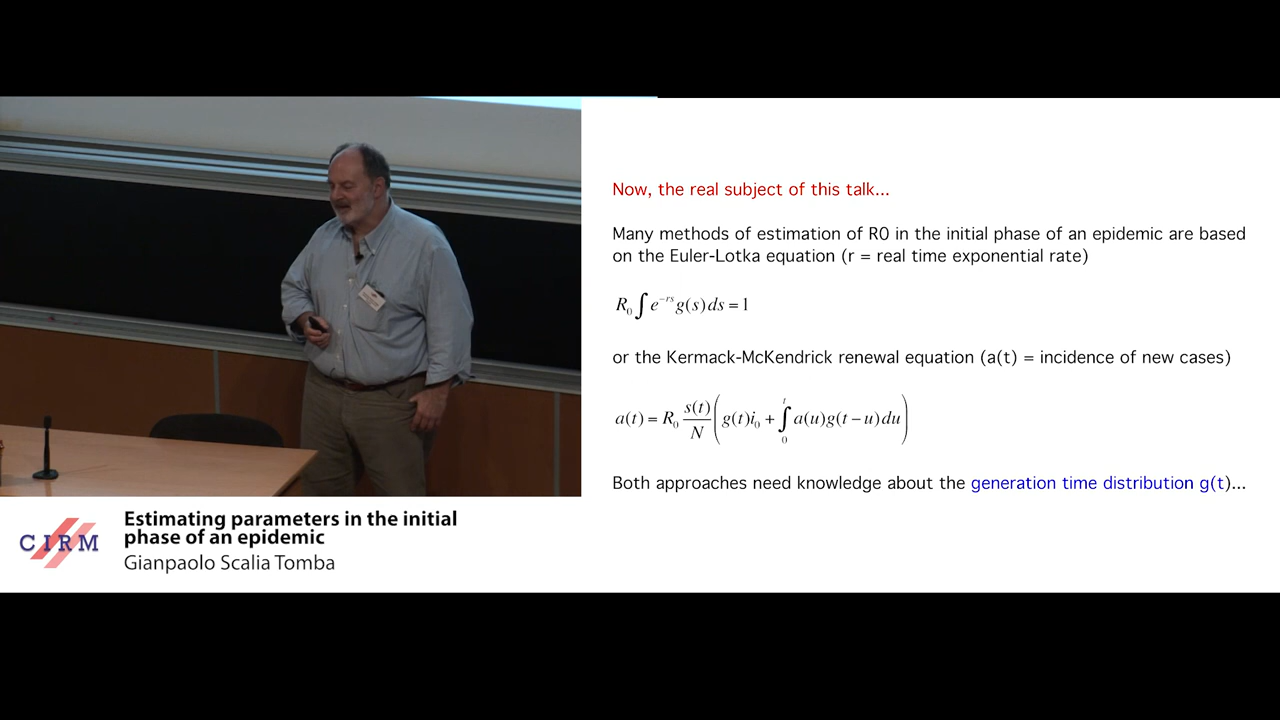 Now, the real subject of this talk...
Many methods of estimation of R0 in the initial phase of an epidemic are based
on the Euler-Lotka equation (r = real time exponential rate)
R₀ ∫ e^{-rs} g(s) ds = 1
or the Kermack-McKendrick renewal equation (a(t) = incidence of new cases)
a(t) = R₀ s(t)/N ( g(t)i₀ + ∫₀ᵗ a(u)g(t − u)du )
Both approaches need knowledge about the generation time distribution g(t)...
CIRM
Estimating parameters in the initial
phase of an epidemic
Gianpaolo Scalia Tomba